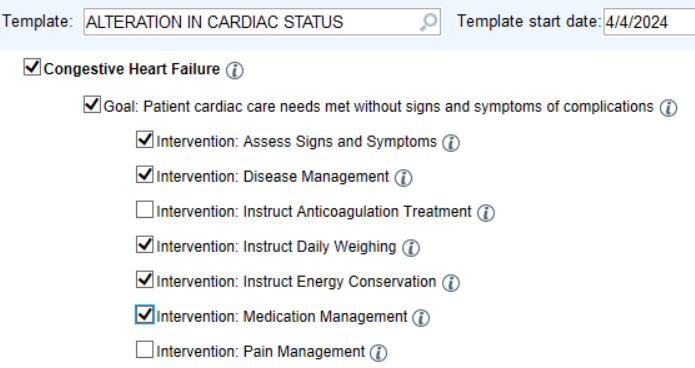 Template: ALTERATION IN CARDIAC STATUS Template start date: 4/4/2024
Congestive Heart Failure
Goal: Patient cardiac care needs met without signs and symptoms of complications
Intervention: Assess Signs and Symptoms
Intervention: Disease Management
Intervention: Instruct Anticoagulation Treatment
Intervention: Instruct Daily Weighing
Intervention: Instruct Energy Conservation
Intervention: Medication Management
Intervention: Pain Management